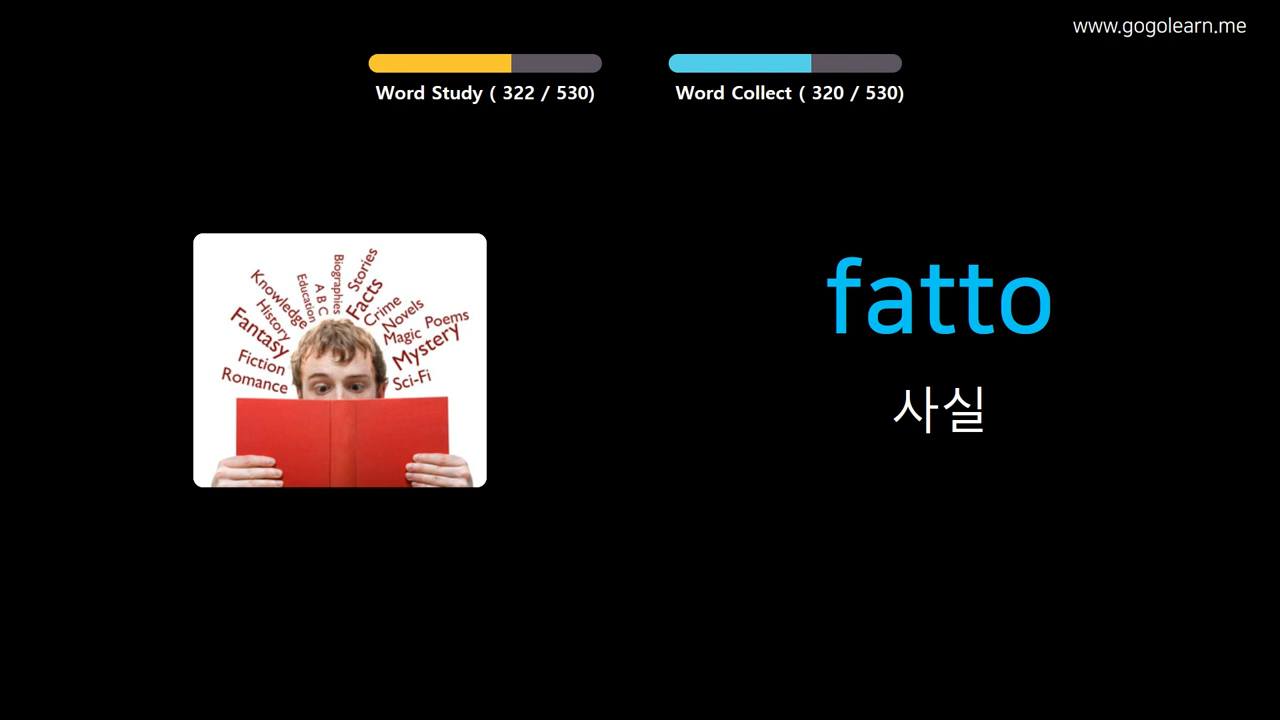 www.gogolearn.me
Word Study ( 322 / 530)
Word Collect ( 320 / 530)
Knowledge
History
Fantasy
Fiction
Romance
Education
A B C
Biographies
Stories
Facts
Crime
Novels
Magic
Poems
Mystery
Sci-Fi
fatto
사실